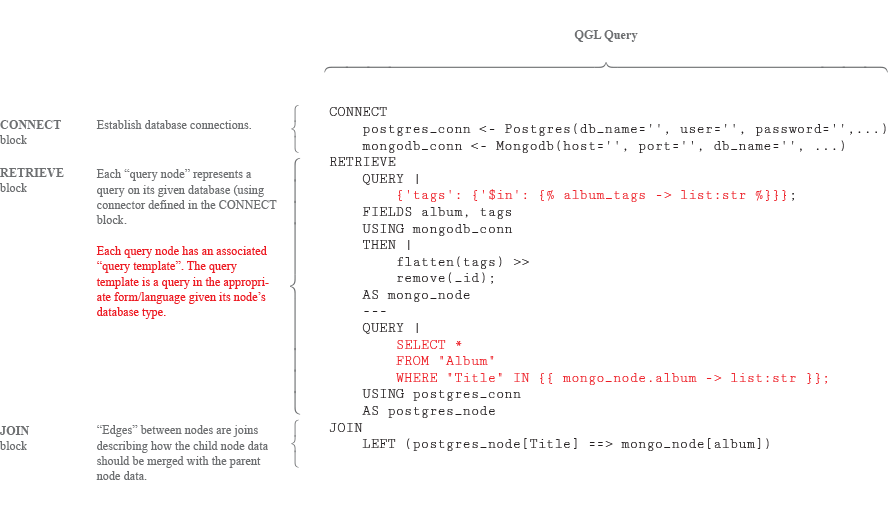 QGL Query
CONNECT
block
Establish database connections.
CONNECT
postgres_conn <- Postgres(db_name='', user='', password='',...)
mongodb_conn <- Mongodb(host='', port='', db_name='', ...)
RETRIEVE
block
Each “query node” represents a
query on its given database (using
connector defined in the CONNECT
block.
Each query node has an associated
“query template”. The query
template is a query in the appropri-
ate form/language given its node’s
database type.
RETRIEVE
QUERY |
{'tags': {'$in': {% album_tags -> list:str %}}};
FIELDS album, tags
USING mongodb_conn
THEN |
flatten(tags) >>
remove(_id);
AS mongo_node
---
QUERY |
SELECT *
FROM "Album"
WHERE "Title" IN {{ mongo_node.album -> list:str }};
USING postgres_conn
AS postgres_node
JOIN
block
“Edges” between nodes are joins
describing how the child node data
should be merged with the parent
node data.
JOIN
LEFT (postgres_node[Title] ==> mongo_node[album])